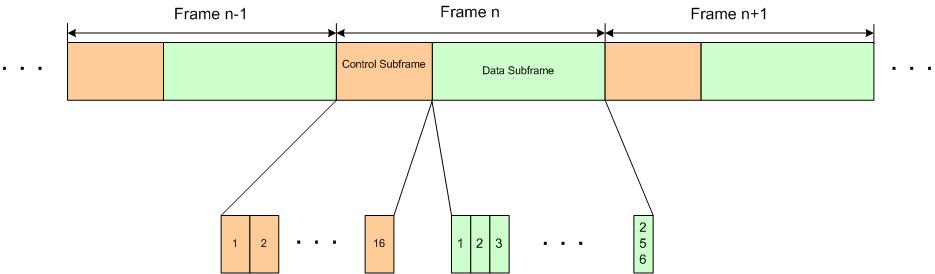 Frame n-1 Frame n Frame n+1
. . . Control Subframe Data Subframe . . .
1 2 . . . 16 1 2 3 . . . 2
5
6